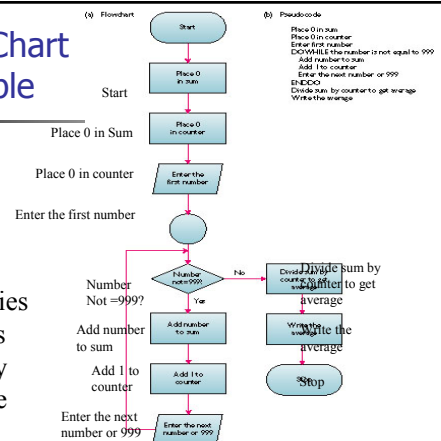 Chart
ble
ies
s
y
e
(a) Flowchart
Start
Place 0
in sum
Place 0
in counter
Enter the
first number
Number
not=999?
No
Yes
Add number
to sum
Add 1 to
counter
Enter the next
number or 999
Divide sum by
counter to get
average
Write the
average
Stop
Start
Place 0 in Sum
Place 0 in counter
Enter the first number
Number
Not =999?
Add number
to sum
Add 1 to
counter
Enter the next
number or 999
Divide sum by
counter to get
average
Write the
average
Stop
(b) Pseudocode
Place 0 in sum
Place 0 in counter
Enter first number
DOWHILE the number is not equal to 999
Add number to sum
Add 1 to counter
Enter the next number or 999
ENDDO
Divide sum by counter to get average
Write the average